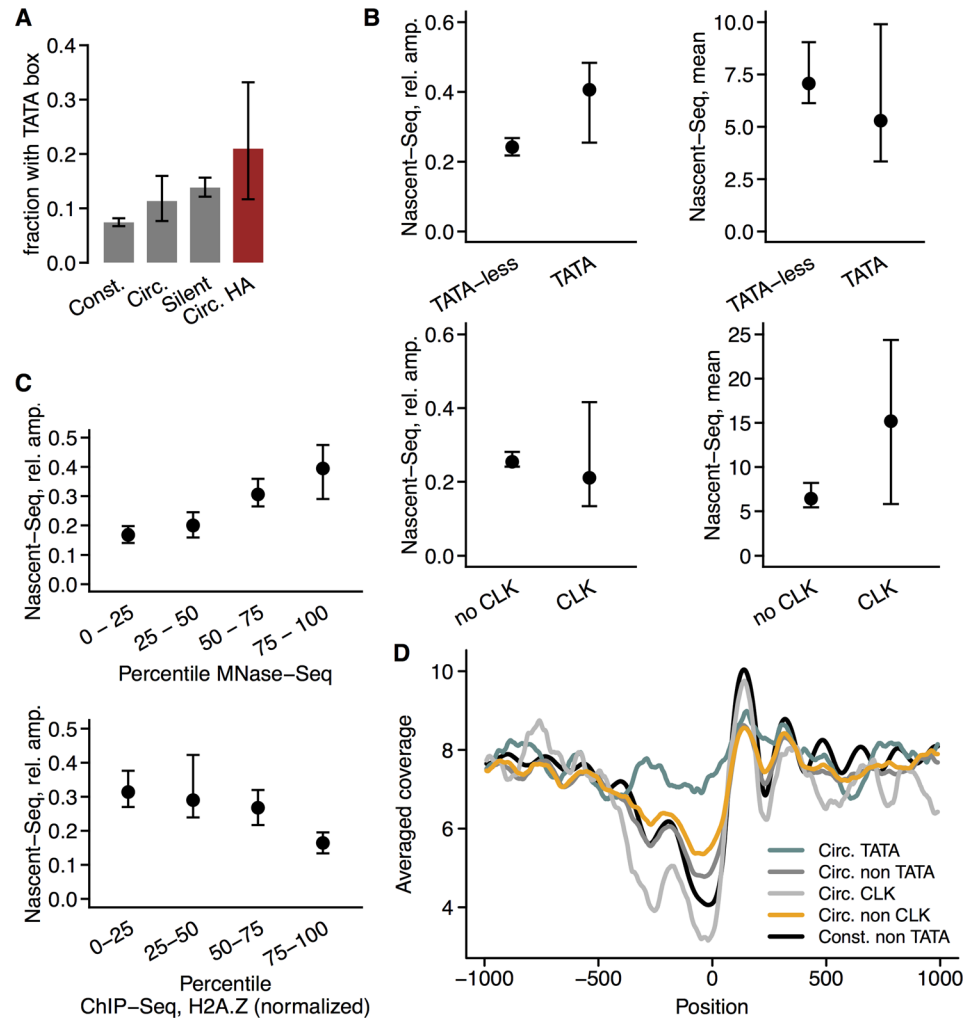 A
fraction with TATA box
0.4
0.3
0.2
0.1
0.0
Const.
Circ.
Silent
Circ. HA
B
Nascent−Seq, rel. amp.
0.6
0.4
0.2
0.0
TATA−less
TATA
Nascent−Seq, mean
10.0
7.5
5.0
2.5
0.0
TATA−less
TATA
Nascent−Seq, rel. amp.
0.6
0.4
0.2
0.0
no CLK
CLK
Nascent−Seq, mean
25
20
15
10
5
0
no CLK
CLK
C
Nascent−Seq, rel. amp.
0.5
0.4
0.3
0.2
0.1
0.0
0 − 25
25 − 50
50 − 75
75 − 100
Percentile MNase−Seq
Nascent−Seq, rel. amp.
0.5
0.4
0.3
0.2
0.1
0.0
0−25
25−50
50−75
75−100
Percentile
ChIP−Seq, H2A.Z (normalized)
D
Averaged coverage
10
8
6
4
Circ. TATA
Circ. non TATA
Circ. CLK
Circ. non CLK
Const. non TATA
−1000
−500
0
500
1000
Position